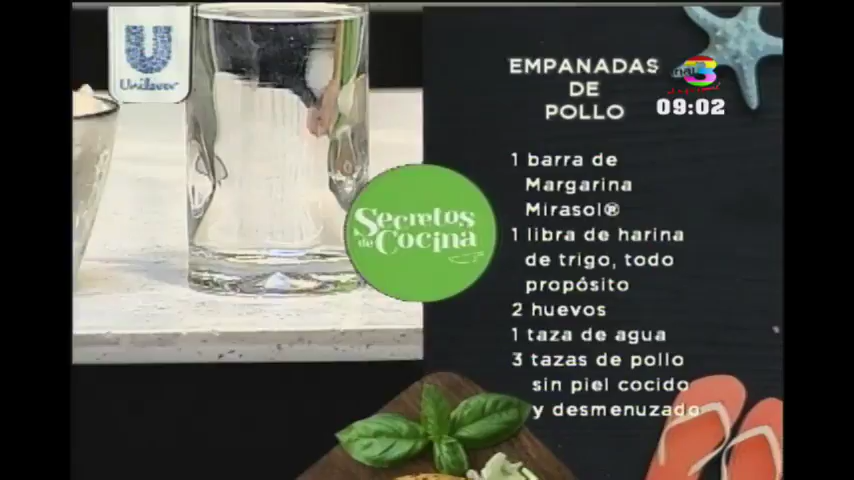 Unilever
EMPANADAS
DE
POLLO
3
09:02
1 barra de
Margarina
Mirasol®
1 libra de harina
de trigo, todo
propósito
2 huevos
1 taza de agua
3 tazas de pollo
sin piel cocido
y desmenuzado
Secretos
de Cocina